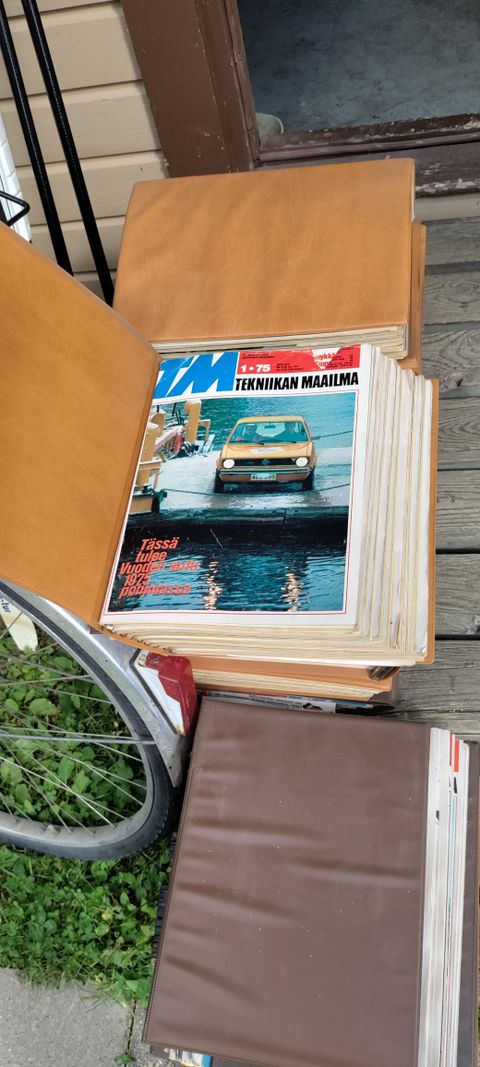 TM
1•75
TEKNIIKAN MAAILMA
Tässä
tulee
Vuoden auto
1975
pohjolassa